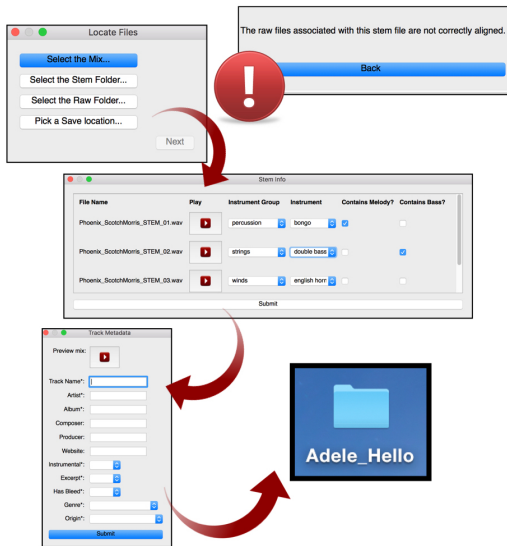 Locate Files
Select the Mix...
Select the Stem Folder...
Select the Raw Folder...
Pick a Save location...
Next
The raw files associated with this stem file are not correctly aligned.
Back
Stem Info
File Name Play Instrument Group Instrument Contains Melody? Contains Bass?
Phoenix_ScotchMorris_STEM_01.wav percussion bongo
Phoenix_ScotchMorris_STEM_02.wav strings double bass
Phoenix_ScotchMorris_STEM_03.wav winds english horr
Submit
Track Metadata
Preview mix:
Track Name*:
Artist*:
Album*:
Composer:
Producer:
Website:
Instrumental*:
Excerpt*:
Has Bleed*:
Genre*:
Origin*:
Submit
Adele_Hello